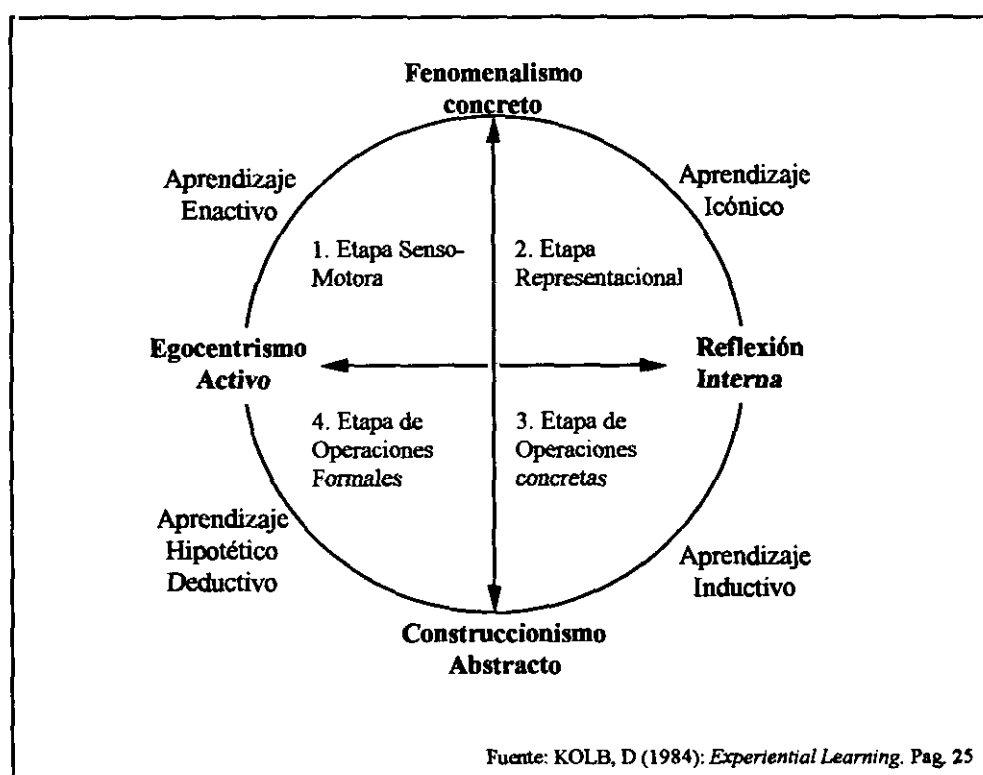 Fenomenalismo
concreto
Aprendizaje
Enactivo
Aprendizaje
Icónico
1. Etapa Senso-
Motora
2. Etapa
Representacional
Egocentrismo
Activo
Reflexión
Interna
4. Etapa de
Operaciones
Formales
3. Etapa de
Operaciones
concretas
Aprendizaje
Hipotético
Deductivo
Aprendizaje
Inductivo
Construccionismo
Abstracto
Fuente: KOLB, D (1984): Experiential Learning. Pag. 25